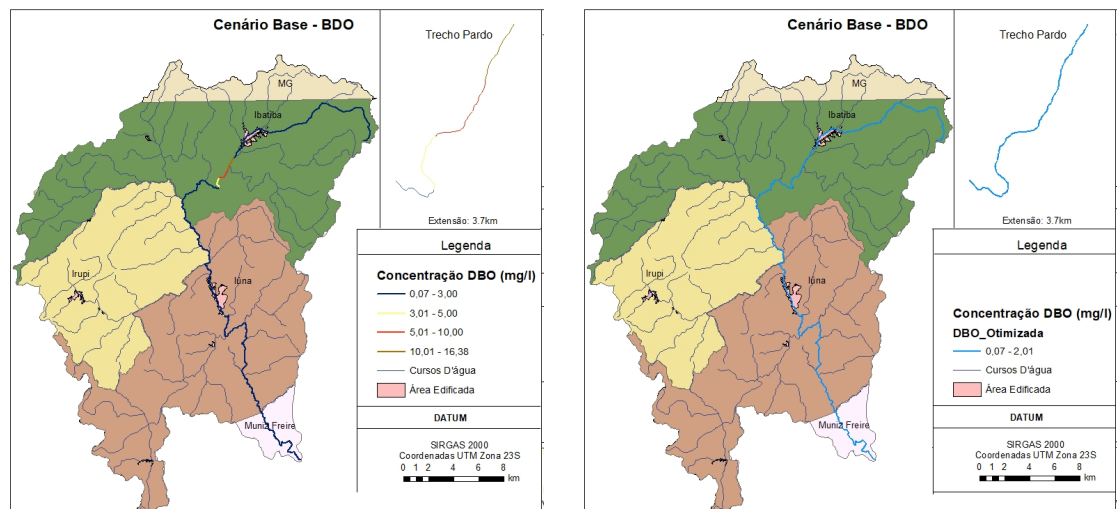 Cenário Base - BDO
Trecho Pardo
MG
Ibatiba
Extensão: 3.7km
Legenda
Irupi
Iúna
Concentração DBO (mg/l)
0,07 - 3,00
3,01 - 5,00
5,01 - 10,00
10,01 - 16,38
Cursos D'água
Área Edificada
DATUM
Muniz Freire
SIRGAS 2000
Coordenadas UTM Zona 23S
0 1 2 4 6 8
km
Cenário Base - BDO
Trecho Pardo
MG
Ibatiba
Extensão: 3.7km
Legenda
Irupi
Iúna
Concentração DBO (mg/l)
DBO_Otimizada
0,07 - 2,01
Cursos D'água
Área Edificada
DATUM
Muniz Freire
SIRGAS 2000
Coordenadas UTM Zona 23S
0 1 2 4 6 8
km